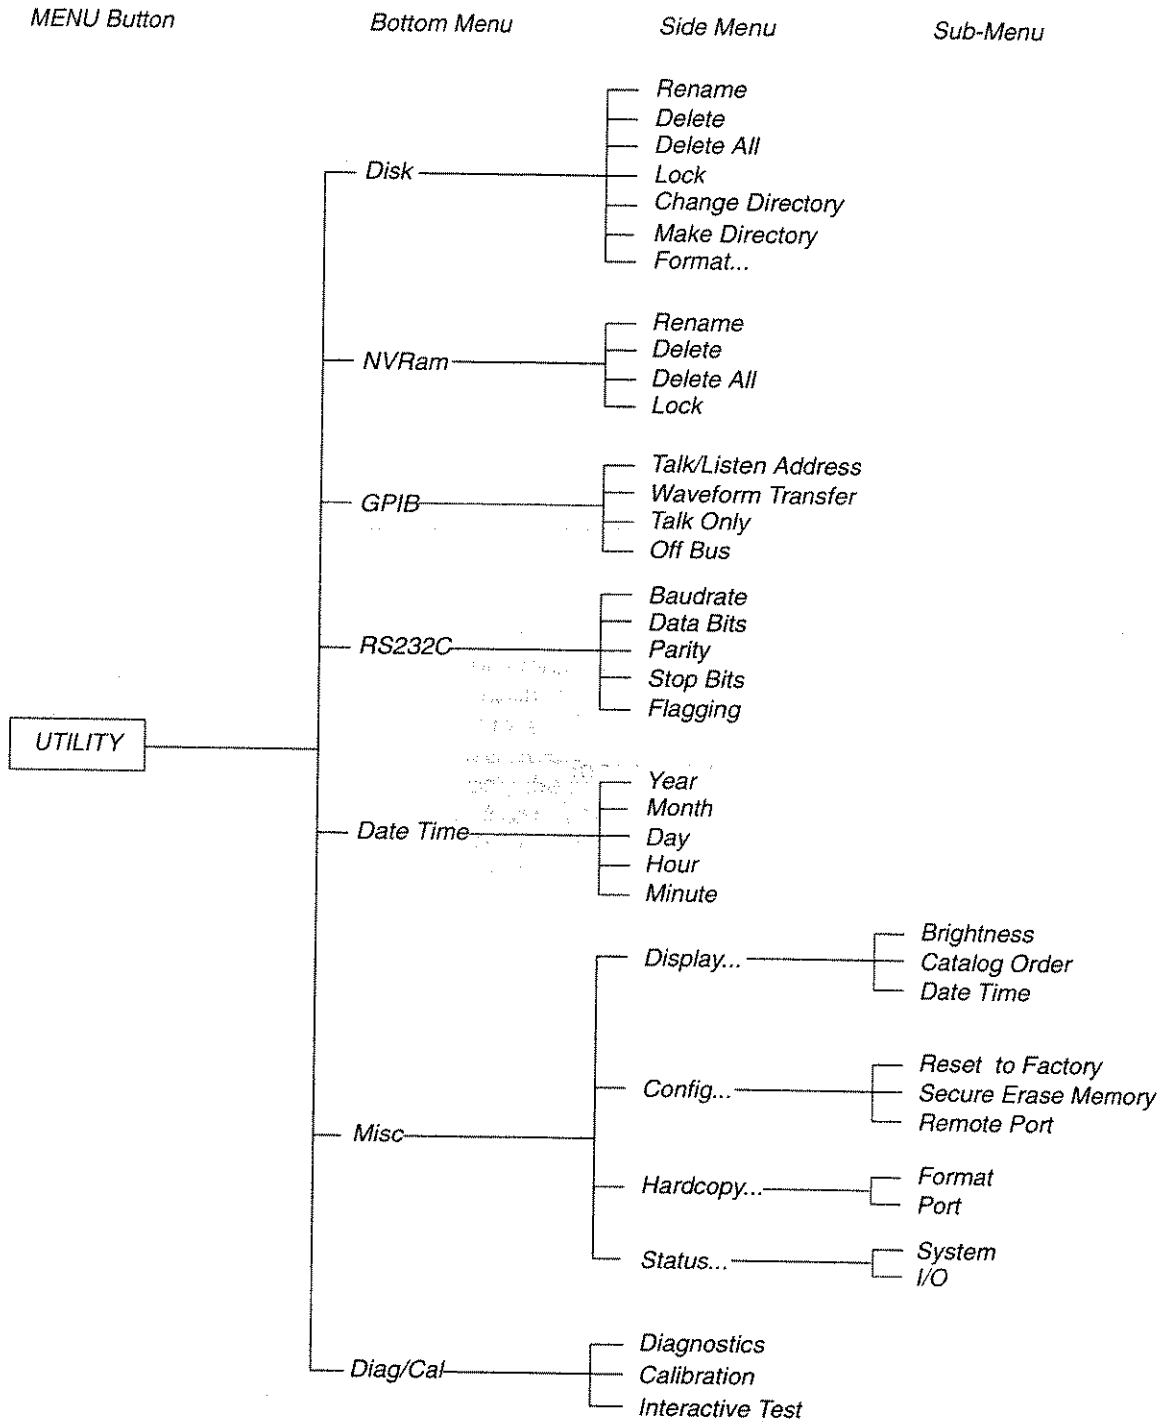 MENU Button Bottom Menu Side Menu Sub-Menu
Rename
Delete
Delete All
Disk
Lock
Change Directory
Make Directory
Format...
Rename
Delete
NVRam
Delete All
Lock
Talk/Listen Address
Waveform Transfer
GPIB
Talk Only
Off Bus
Baudrate
Data Bits
RS232C
Parity
Stop Bits
Flagging
UTILITY
Year
Month
Date Time
Day
Hour
Minute
Display...
Brightness
Catalog Order
Date Time
Config...
Reset to Factory
Secure Erase Memory
Remote Port
Misc
Hardcopy...
Format
Port
Status...
System
I/O
Diagnostics
Diag/Cal
Calibration
Interactive Test